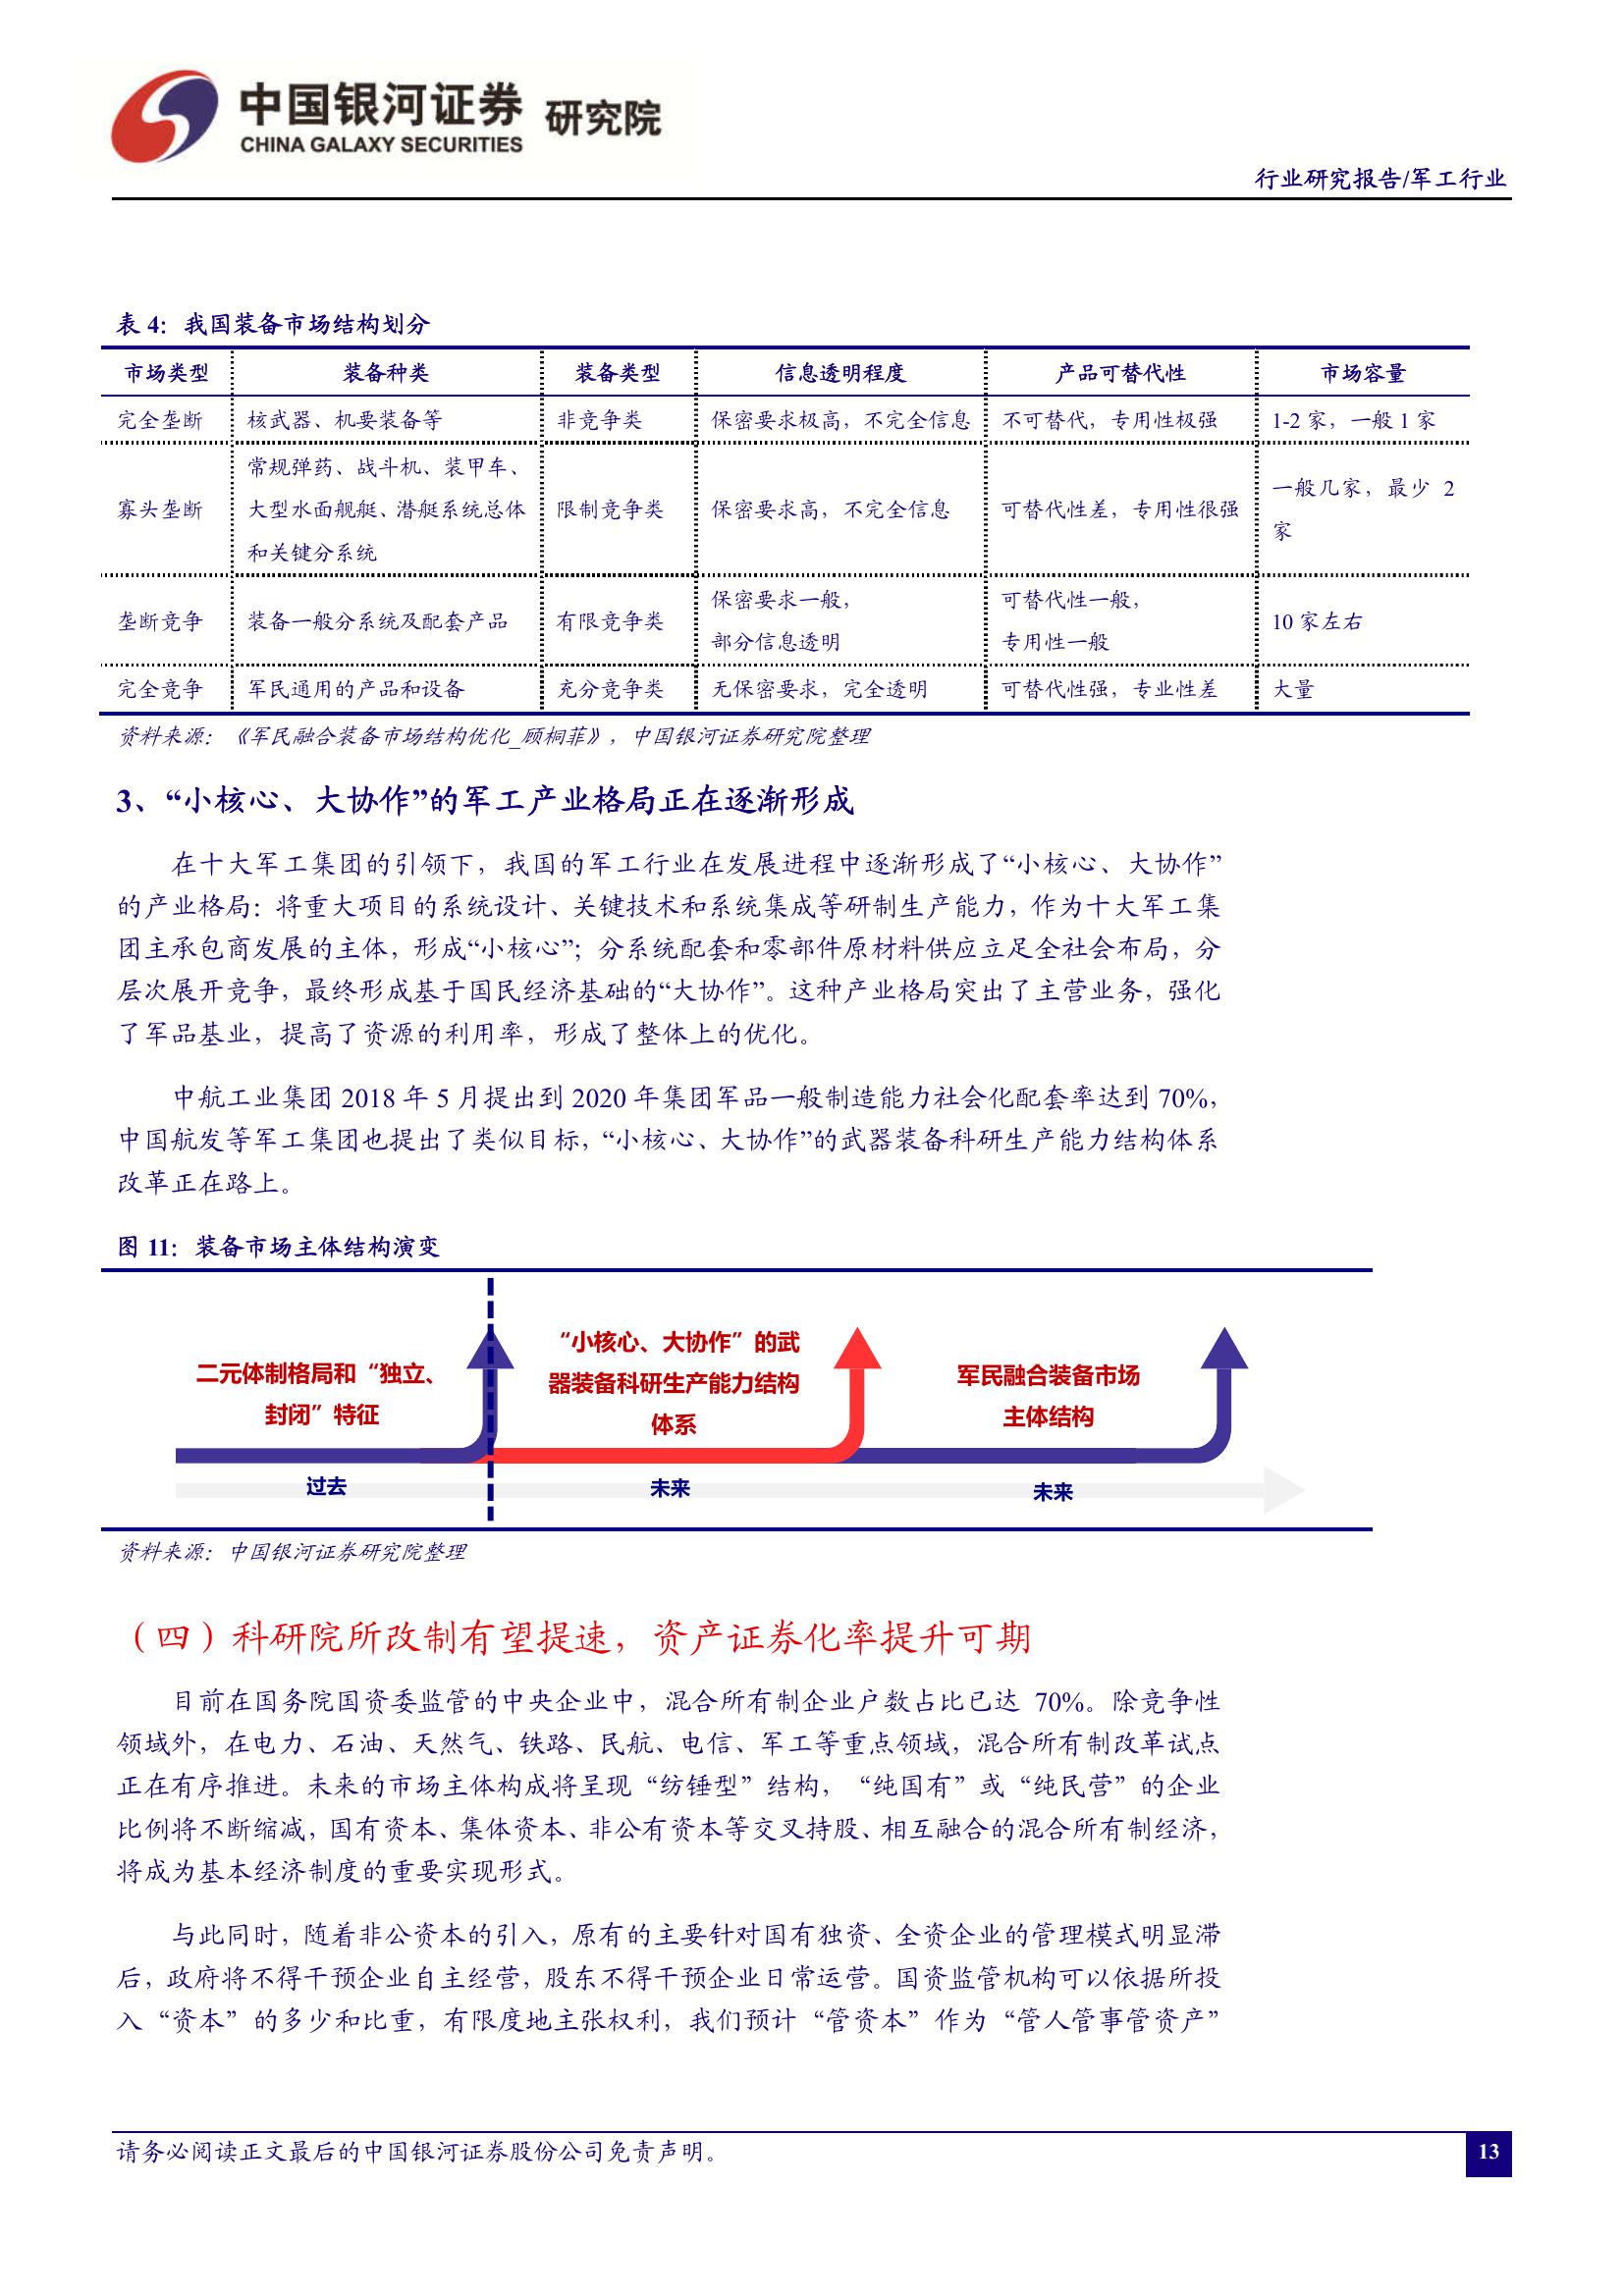 中国银河证券 研究院
CHINA GALAXY SECURITIES
行业研究报告/军工行业
表 4：我国装备市场结构划分
市场类型 装备种类 装备类型 信息透明程度 产品可替代性 市场容量
完全垄断 核武器、机要装备等 非竞争类 保密要求极高，不完全信息 不可替代，专用性极强 1-2 家，一般 1 家
常规弹药、战斗机、装甲车、
大型水面舰艇、潜艇系统总体
和关键分系统
寡头垄断 限制竞争类 保密要求高，不完全信息 可替代性差，专用性很强
一般几家，最少 2
家
垄断竞争 装备一般分系统及配套产品 有限竞争类
保密要求一般，
部分信息透明
可替代性一般，
专用性一般
10 家左右
完全竞争 军民通用的产品和设备 充分竞争类 无保密要求，完全透明 可替代性强，专业性差 大量
资料来源：《军民融合装备市场结构优化_顾桐菲》，中国银河证券研究院整理
3、“小核心、大协作”的军工产业格局正在逐渐形成
在十大军工集团的引领下，我国的军工行业在发展进程中逐渐形成了“小核心、大协作”
的产业格局：将重大项目的系统设计、关键技术和系统集成等研制生产能力，作为十大军工集
团主承包商发展的主体，形成“小核心”；分系统配套和零部件原材料供应立足全社会布局，分
层次展开竞争，最终形成基于国民经济基础的“大协作”。这种产业格局突出了主营业务，强化
了军品基业，提高了资源的利用率，形成了整体上的优化。
中航工业集团 2018 年 5 月提出到 2020 年集团军品一般制造能力社会化配套率达到 70%，
中国航发等军工集团也提出了类似目标，“小核心、大协作”的武器装备科研生产能力结构体系
改革正在路上。
图 11：装备市场主体结构演变
二元体制格局和“独立、
封闭”特征
“小核心、大协作”的武
器装备科研生产能力结构
体系
军民融合装备市场
主体结构
过去 未来 未来
资料来源：中国银河证券研究院整理
（四）科研院所改制有望提速，资产证券化率提升可期
目前在国务院国资委监管的中央企业中，混合所有制企业户数占比已达 70%。除竞争性
领域外，在电力、石油、天然气、铁路、民航、电信、军工等重点领域，混合所有制改革试点
正在有序推进。未来的市场主体构成将呈现“纺锤型”结构，“纯国有”或“纯民营”的企业
比例将不断缩减，国有资本、集体资本、非公有资本等交叉持股、相互融合的混合所有制经济，
将成为基本经济制度的重要实现形式。
与此同时，随着非公资本的引入，原有的主要针对国有独资、全资企业的管理模式明显滞
后，政府将不得干预企业自主经营，股东不得干预企业日常运营。国资监管机构可以依据所投
入“资本”的多少和比重，有限度地主张权利，我们预计“管资本”作为“管人管事管资产”
请务必阅读正文最后的中国银河证券股份公司免责声明。
13